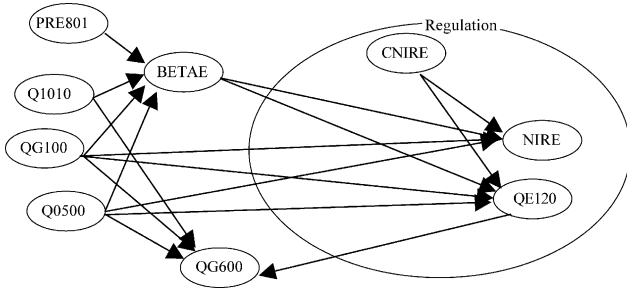 PRE801
Regulation
CNIRE
BETAE
Q1010
QG100
NIRE
Q0500
QE120
QG600